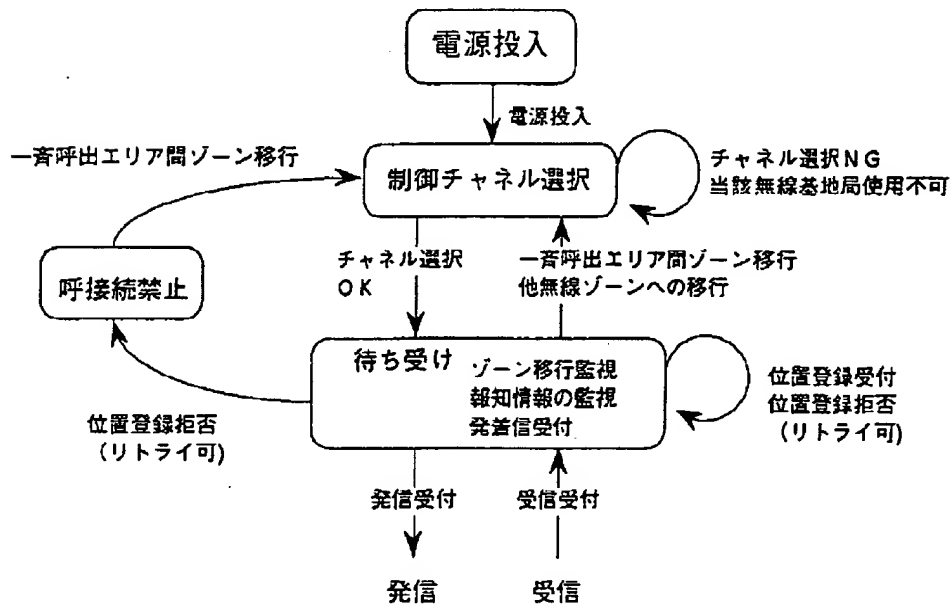 電源投入
電源投入
一斉呼出エリア間ゾーン移行
制御チャネル選択
チャネル選択NG
当該無線基地局使用不可
呼接続禁止
チャネル選択
OK
一斉呼出エリア間ゾーン移行
他無線ゾーンへの移行
待ち受け
ゾーン移行監視
報知情報の監視
発着信受付
位置登録受付
位置登録拒否
(リトライ可)
位置登録拒否
(リトライ可)
発信受付
受信受付
発信
受信